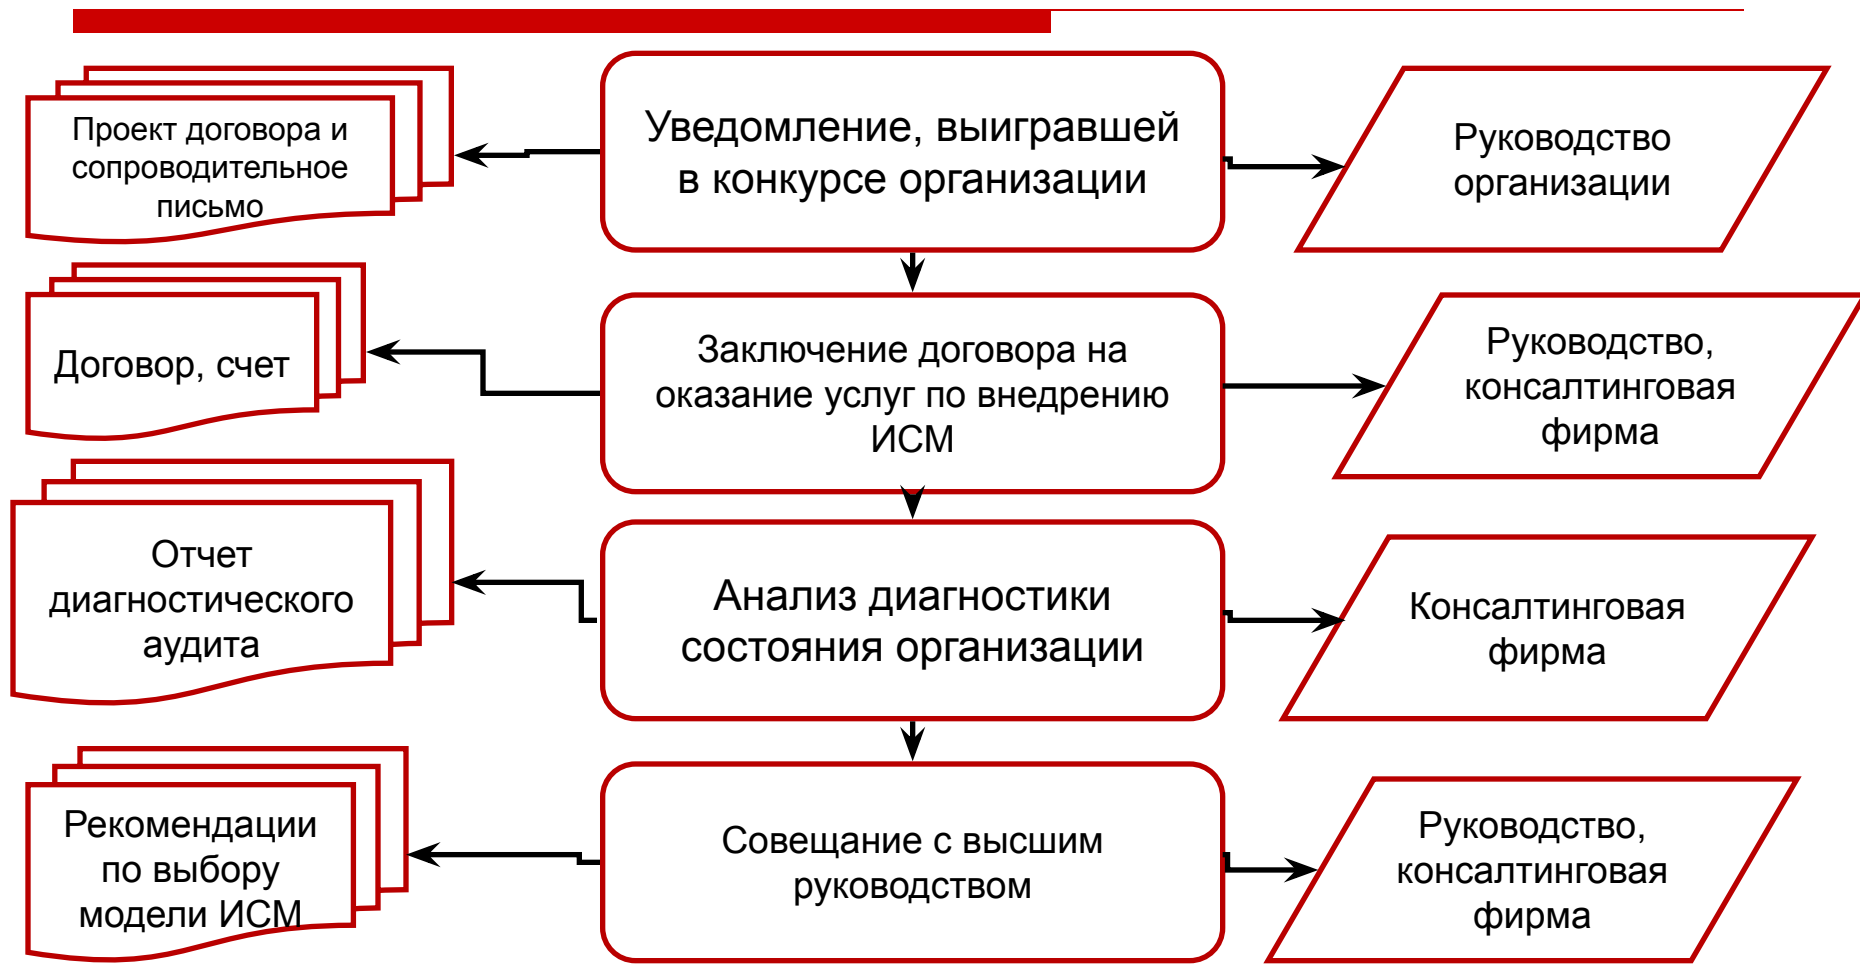 Проект договора и
сопроводительное
письмо
Уведомление, выигравшей
в конкурсе организации
Руководство
организации
Договор, счет
Заключение договора на
оказание услуг по внедрению
ИСМ
Руководство,
консалтинговая
фирма
Отчет
диагностического
аудита
Анализ диагностики
состояния организации
Консалтинговая
фирма
Рекомендации
по выбору
модели ИСМ
Совещание с высшим
руководством
Руководство,
консалтинговая
фирма